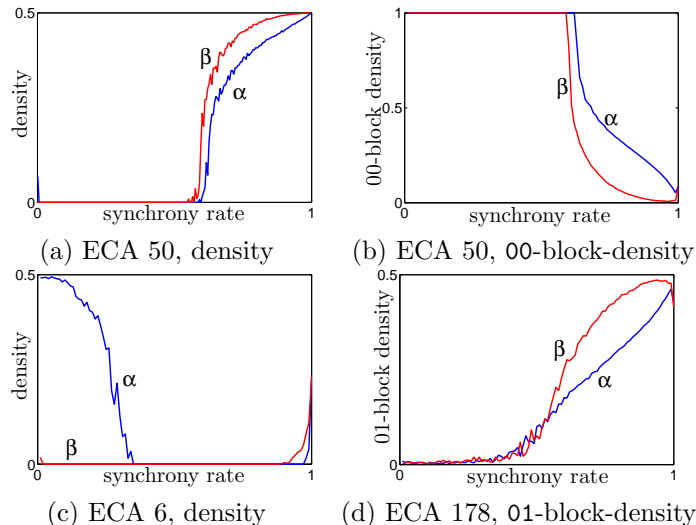 0.5
density
β
α
0
0
synchrony rate
1
(a) ECA 50, density
1
00-block density
0.5
β
α
0
0
synchrony rate
1
(b) ECA 50, 00-block-density
0.5
density
α
β
0
0
synchrony rate
1
(c) ECA 6, density
0.5
01-block density
β
α
0
0
synchrony rate
1
(d) ECA 178, 01-block-density